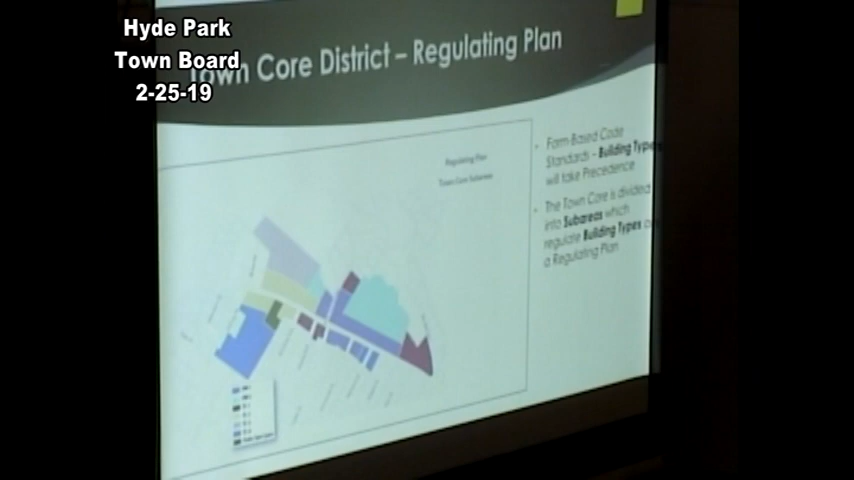 Hyde Park
Town Board
2-25-19
Town Core District – Regulating Plan
Regulating Plan
Town Core Subareas
Form-Based Code
Standards – Building Types
will take Precedence
The Town Core is divided
into Subareas which
regulate Building Types
a Regulating Plan